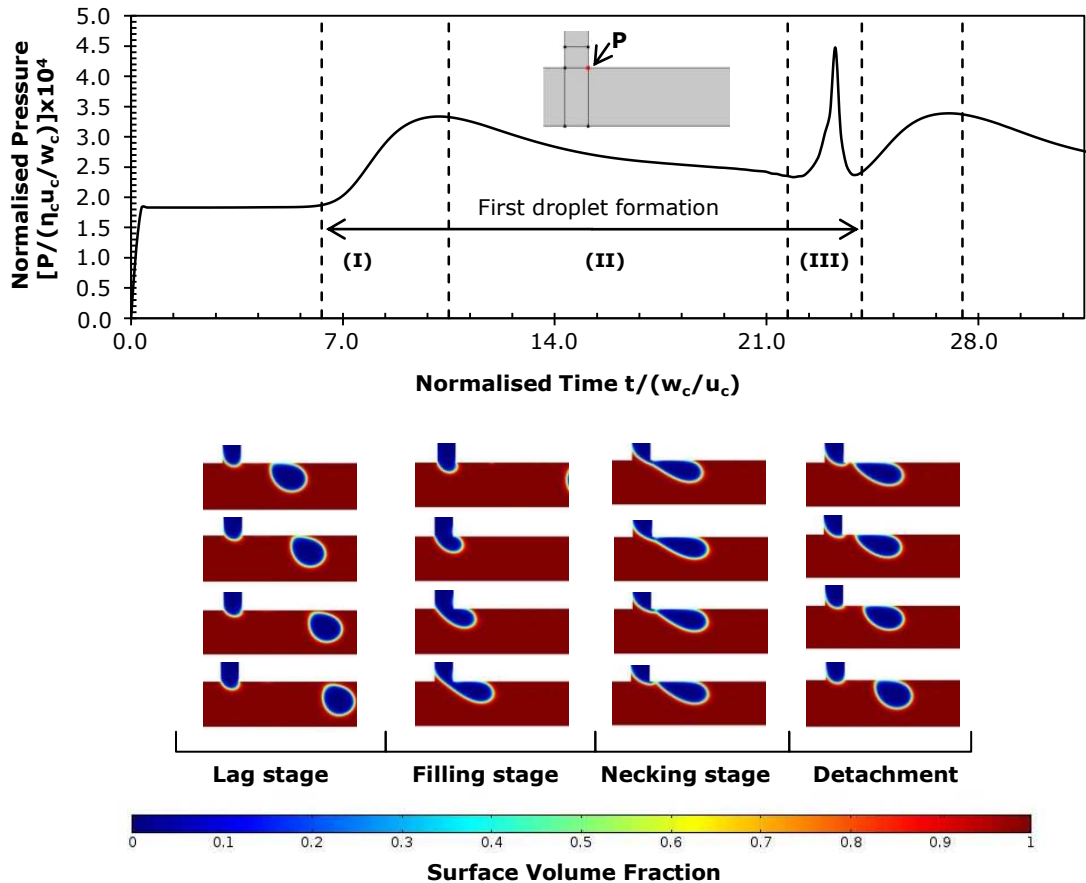 Normalised Pressure
[P/(ηcuc/wc)]x10⁴
5.0
4.5
4.0
3.5
3.0
2.5
2.0
1.5
1.0
0.5
0.0
P
First droplet formation
(I)
(II)
(III)
0.0 7.0 14.0 21.0 28.0
Normalised Time t/(wc/uc)
Lag stage Filling stage Necking stage Detachment
0 0.1 0.2 0.3 0.4 0.5 0.6 0.7 0.8 0.9 1
Surface Volume Fraction